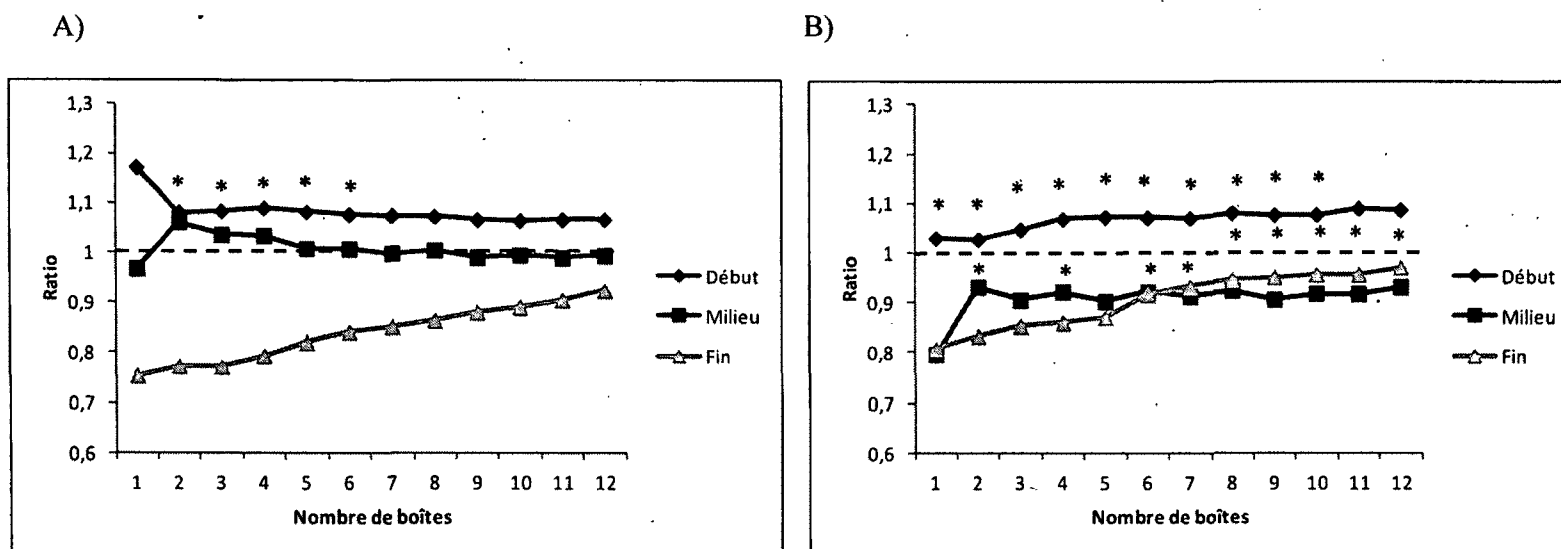 A)
1,3
1,2
1,1
1
0,9
0,8
0,7
0,6
Ratio
* * * * *
1 2 3 4 5 6 7 8 9 10 11 12
Nombre de boîtes
Début
Milieu
Fin
B)
1,3
1,2
1,1
1
0,9
0,8
0,7
0,6
Ratio
* * * * * * * * * *
* * * * *
* * * *
1 2 3 4 5 6 7 8 9 10 11 12
Nombre de boîtes
Début
Milieu
Fin